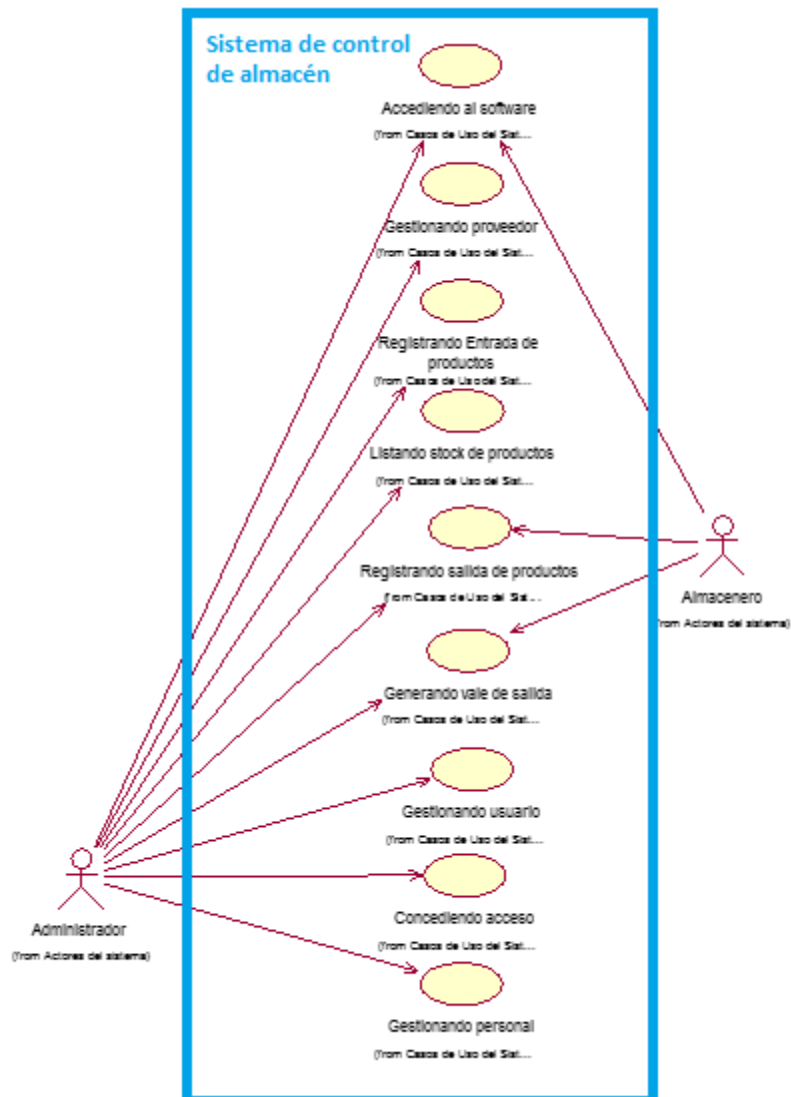 Sistema de control
de almacén
Accediendo al software
(from Casos de Uso del Sist....
Gestionando proveedor
(from Casos de Uso del Sist....
Registrando Entrada de
productos
(from Casos de Uso del Sist....
Listando stock de productos
(from Casos de Uso del Sist....
Registrando salida de productos
(from Casos de Uso del Sist....
Almacenero
from Actores del sistema)
Generando vale de salida
(from Casos de Uso del Sist....
Gestionando usuario
(from Casos de Uso del Sist....
Concediendo acceso
(from Casos de Uso del Sist....
Administrador
(from Actores del sistema)
Gestionando personal
(from Casos de Uso del Sist....